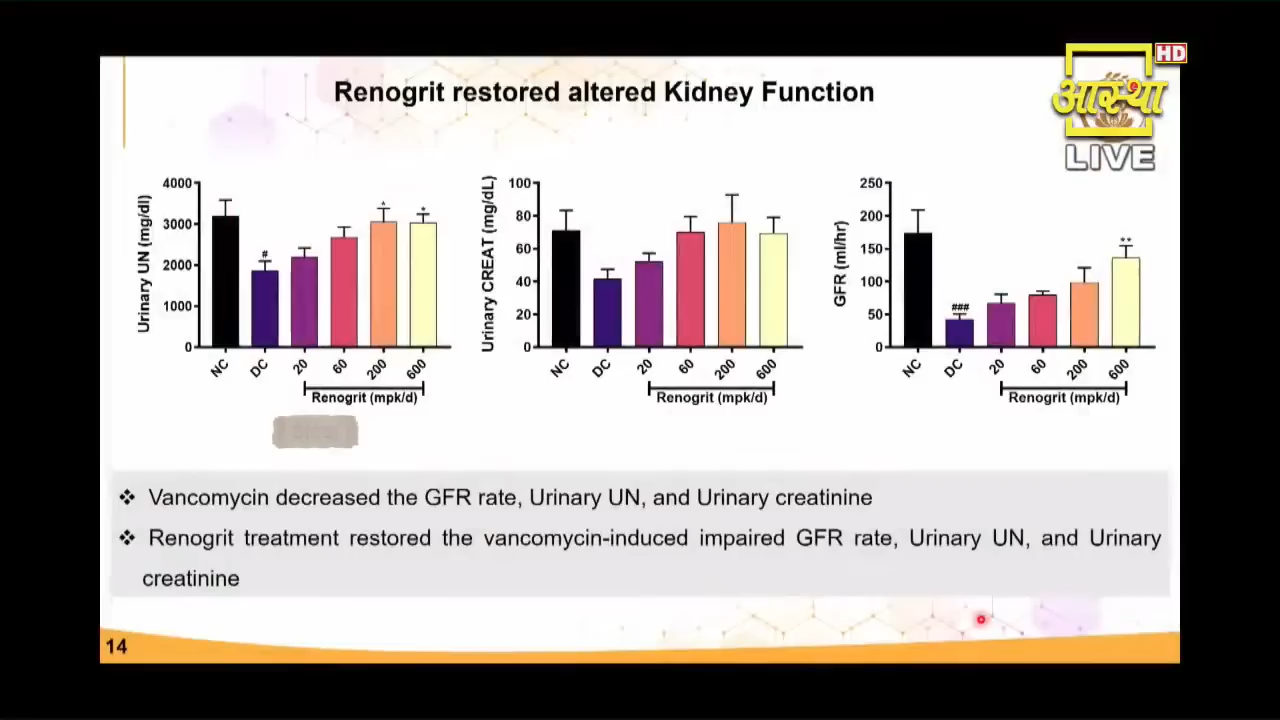 HD
आस्था
LIVE
Renogrit restored altered Kidney Function
Urinary UN (mg/dl)
4000
3000
2000
1000
0
#
*
*
NC
DC
20
60
200
600
Renogrit (mpk/d)
Urinary CREAT (mg/dL)
100
80
60
40
20
0
NC
DC
20
60
200
600
Renogrit (mpk/d)
GFR (ml/hr)
250
200
150
100
50
0
###
**
NC
DC
20
60
200
600
Renogrit (mpk/d)
❖ Vancomycin decreased the GFR rate, Urinary UN, and Urinary creatinine
❖ Renogrit treatment restored the vancomycin-induced impaired GFR rate, Urinary UN, and Urinary
creatinine
14